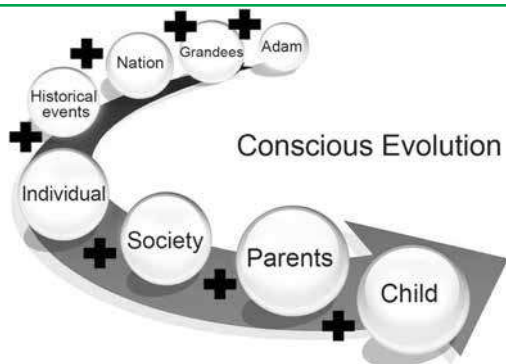 Adam
Grandees
Nation
Historical
events
Conscious Evolution
Individual
Society
Parents
Child